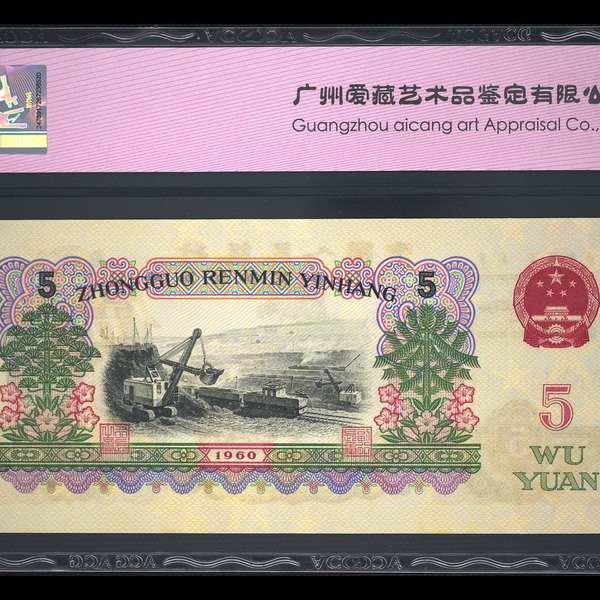 广州爱藏艺术品鉴定有限公
Guangzhou aicang art Appraisal Co.,
5
ZHONGGUO RENMIN YINHANG
5
5
WU
YUAN
1960